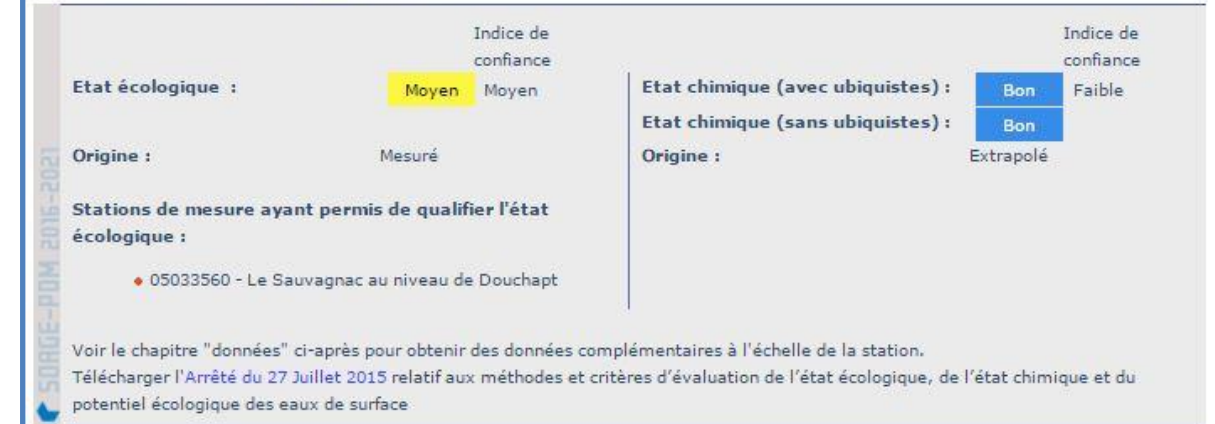 Indice de
confiance
Etat écologique :
Moyen
Moyen
Origine :
Mesuré
Stations de mesure ayant permis de qualifier l'état
écologique :
05033560 - Le Sauvagnac au niveau de Douchapt
Indice de
confiance
Etat chimique (avec ubiquistes) :
Bon
Faible
Etat chimique (sans ubiquistes) :
Bon
Origine :
Extrapolé
Voir le chapitre "données" ci-après pour obtenir des données complémentaires à l'échelle de la station.
Télécharger l'Arrêté du 27 Juillet 2015 relatif aux méthodes et critères d'évaluation de l'état écologique, de l'état chimique et du
potentiel écologique des eaux de surface
SDAGE-PDM 2016-2021